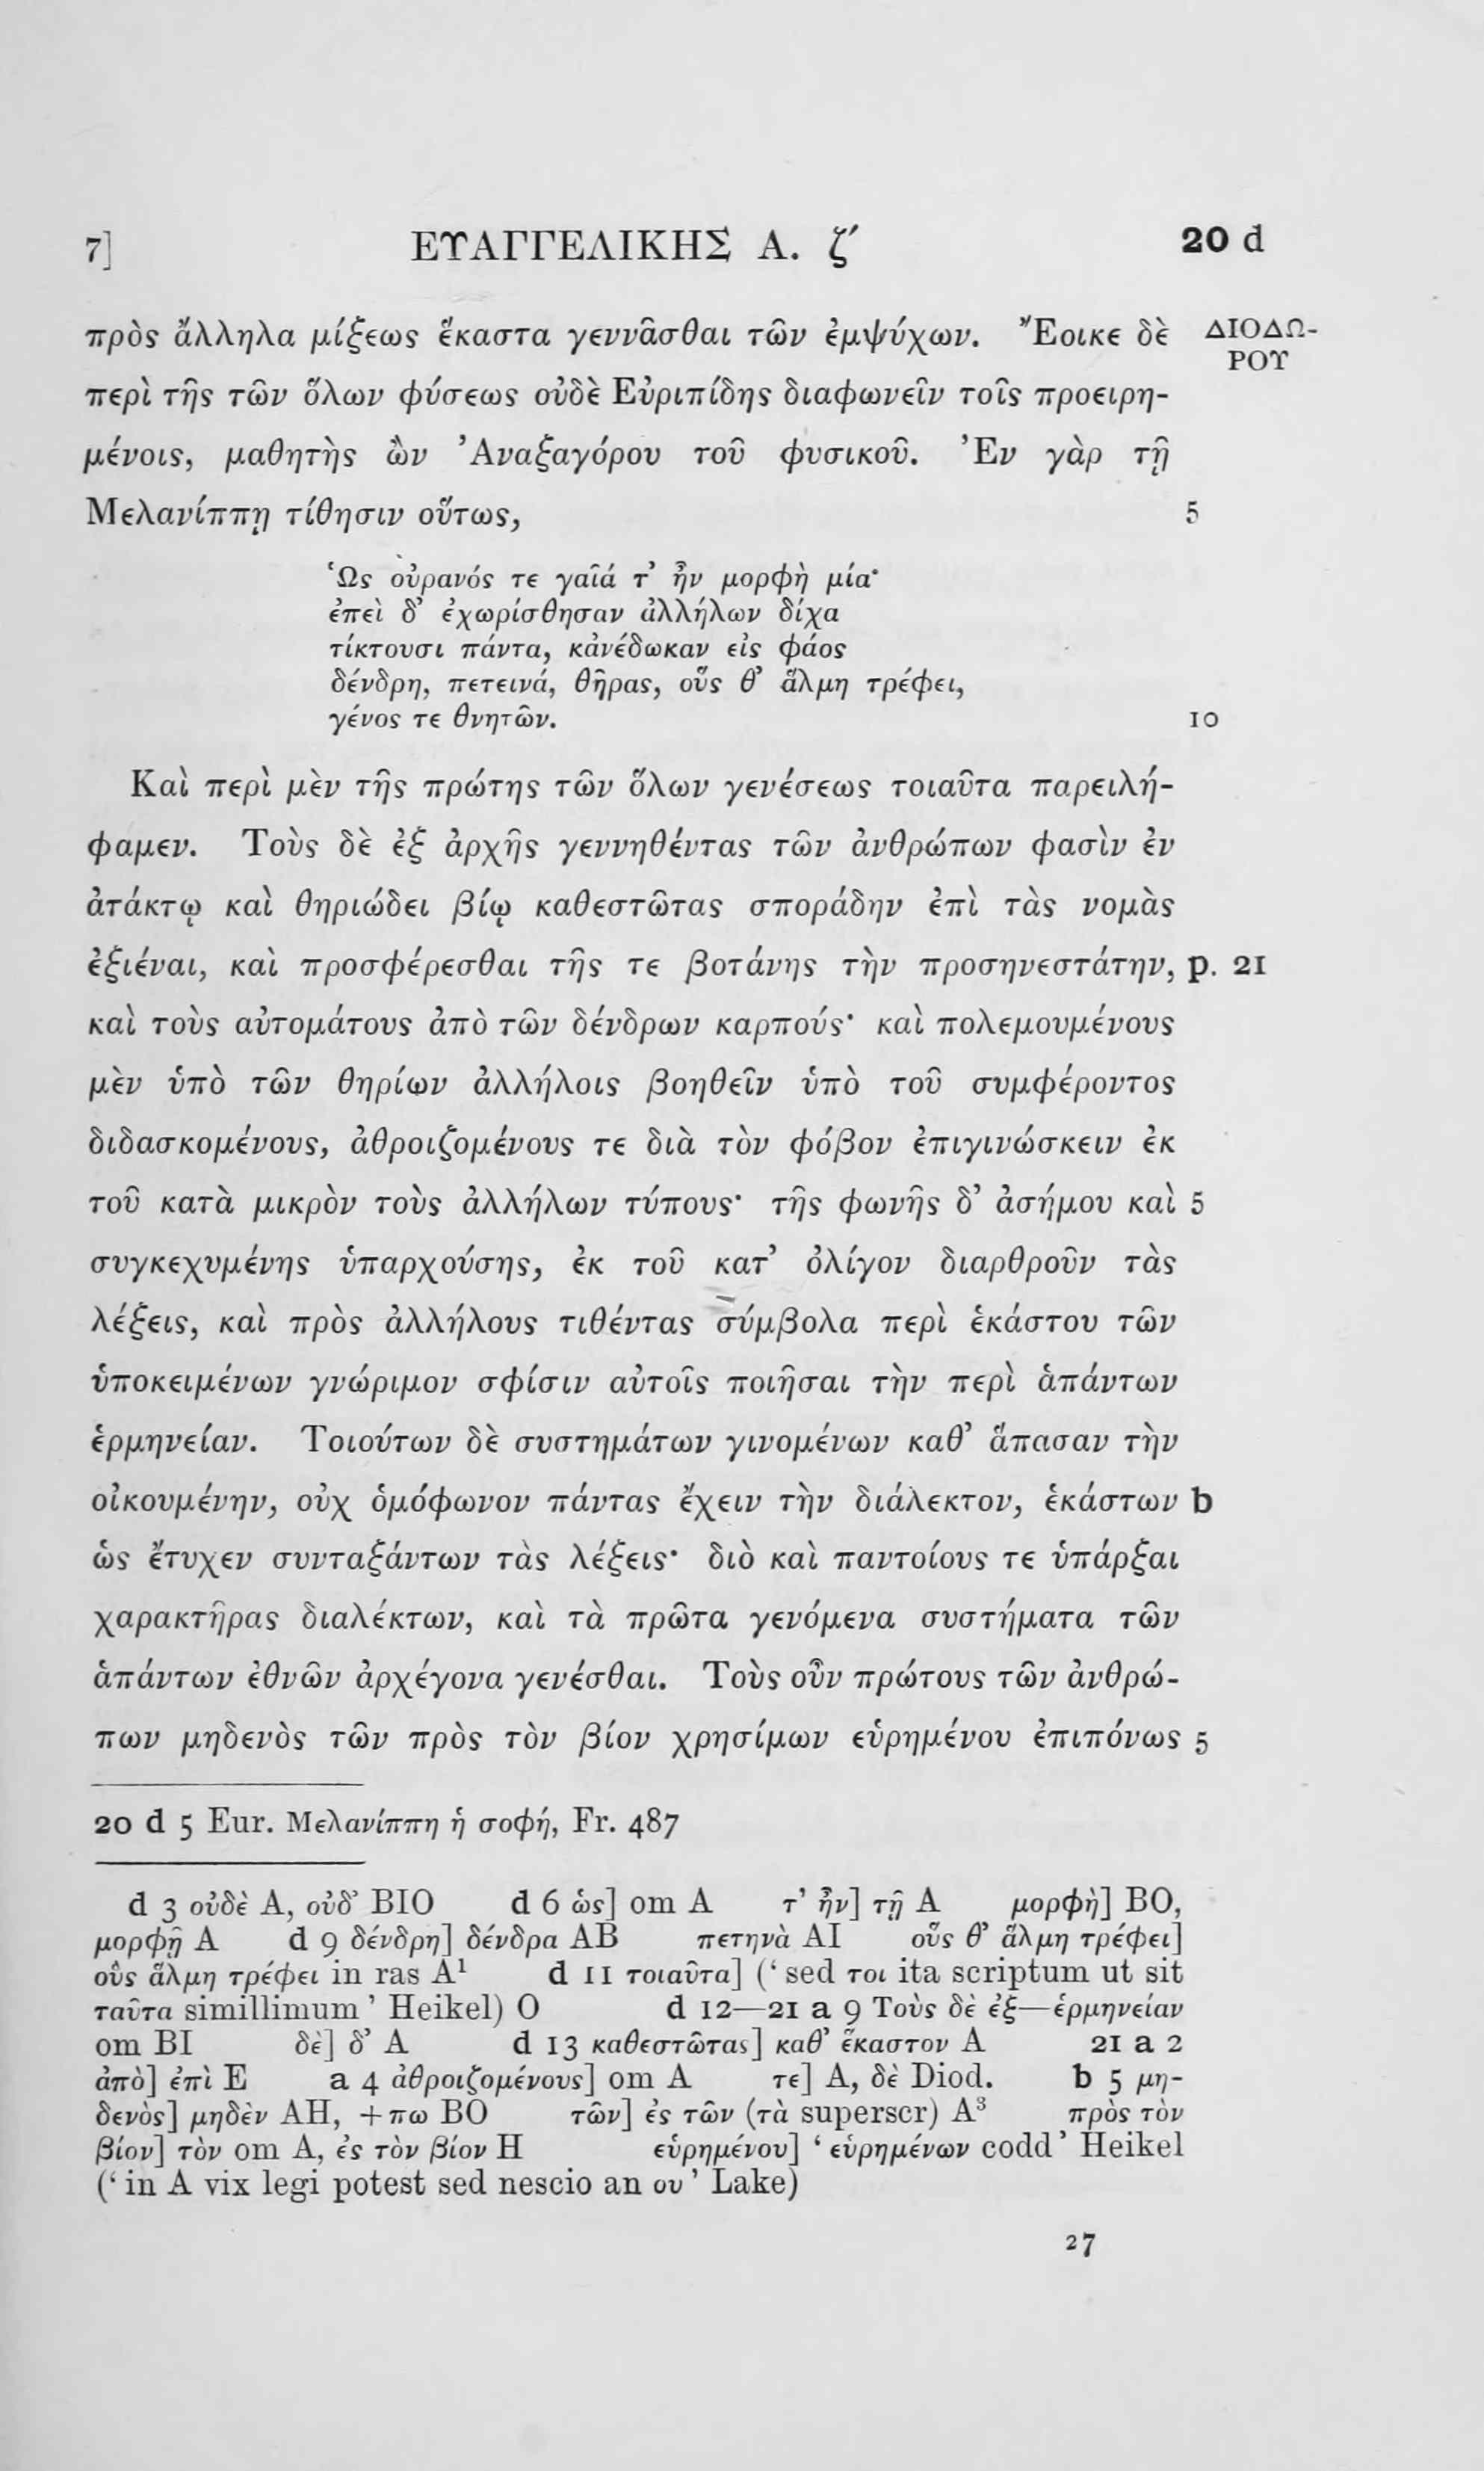 7] ΕΥΑΓΓΕΛΙΚΗΣ Α. ζ′ 20 d
πρὸς ἄλληλα μίξεως ἕκαστα γεννᾶσθαι τῶν ἐμψύχων. Ἔοικε δὲ ΔΙΟΔΩ-
ΡΟΥ
περὶ τῆς τῶν ὅλων φύσεως οὐδὲ Εὐριπίδης διαφωνεῖν τοῖς προειρη-
μένοις, μαθητὴς ὢν Ἀναξαγόρου τοῦ φυσικοῦ. Ἐν γὰρ τῇ
Μελανίππῃ τίθησιν οὕτως, 5
Ὡς οὐρανός τε γαῖά τ’ ἦν μορφὴ μία·
ἐπεὶ δ’ ἐχωρίσθησαν ἀλλήλων δίχα
τίκτουσι πάντα, κἀνέδωκαν εἰς φάος
δένδρη, πετεινά, θῆρας, οὕς θ’ ἅλμη τρέφει,
γένος τε θνητῶν. 10
Καὶ περὶ μὲν τῆς πρώτης τῶν ὅλων γενέσεως τοιαῦτα παρειλή-
φαμεν. Τοὺς δὲ ἐξ ἀρχῆς γεννηθέντας τῶν ἀνθρώπων φασὶν ἐν
ἀτάκτῳ καὶ θηριώδει βίῳ καθεστῶτας σποράδην ἐπὶ τὰς νομὰς
ἐξιέναι, καὶ προσφέρεσθαι τῆς τε βοτάνης τὴν προσηνεστάτην, p. 21
καὶ τοὺς αὐτομάτους ἀπὸ τῶν δένδρων καρπούς· καὶ πολεμουμένους
μὲν ὑπὸ τῶν θηρίων ἀλλήλοις βοηθεῖν ὑπὸ τοῦ συμφέροντος
διδασκομένους, ἀθροιζομένους τε διὰ τὸν φόβον ἐπιγινώσκειν ἐκ
τοῦ κατὰ μικρὸν τοὺς ἀλλήλων τύπους· τῆς φωνῆς δ’ ἀσήμου καὶ 5
συγκεχυμένης ὑπαρχούσης, ἐκ τοῦ κατ’ ὀλίγον διαρθροῦν τὰς
λέξεις, καὶ πρὸς ἀλλήλους τιθέντας σύμβολα περὶ ἑκάστου τῶν
ὑποκειμένων γνώριμον σφίσιν αὐτοῖς ποιῆσαι τὴν περὶ ἁπάντων
ἑρμηνείαν. Τοιούτων δὲ συστημάτων γινομένων καθ’ ἅπασαν τὴν
οἰκουμένην, οὐχ ὁμόφωνον πάντας ἔχειν τὴν διάλεκτον, ἑκάστων b
ὡς ἔτυχεν συνταξάντων τὰς λέξεις· διὸ καὶ παντοίους τε ὑπάρξαι
χαρακτῆρας διαλέκτων, καὶ τὰ πρῶτα γενόμενα συστήματα τῶν
ἁπάντων ἐθνῶν ἀρχέγονα γενέσθαι. Τοὺς οὖν πρώτους τῶν ἀνθρώ-
πων μηδενὸς τῶν πρὸς τὸν βίον χρησίμων εὑρημένου ἐπιπόνως 5
20 d 5 Eur. Μελανίππη ἡ σοφή, Fr. 487
d 3 οὐδὲ A, οὐδ’ BIO d 6 ὡς] om A τ’ ἦν] τῇ A μορφὴ] BO,
μορφῇ A d 9 δένδρη] δένδρα AB πετηνὰ AI οὕς θ’ ἅλμη τρέφει]
οὓς ἅλμη τρέφει in ras A¹ d 11 τοιαῦτα] (‘ sed τοι ita scriptum ut sit
ταῦτα simillimum ’ Heikel) O d 12—21 a 9 Τοὺς δὲ ἐξ—ἑρμηνείαν
om BI δὲ] δ’ A d 13 καθεστῶτας] καθ’ ἕκαστον A 21 a 2
ἀπὸ] ἐπὶ E a 4 ἀθροιζομένους] om A τε] A, δὲ Diod. b 5 μη-
δενὸς] μηδὲν AH, +πω BO τῶν] ἐς τῶν (τὰ superscr) A³ πρὸς τὸν
βίον] τὸν om A, ἐς τὸν βίον H εὑρημένου] ‘ εὑρημένων codd ’ Heikel
(‘ in A vix legi potest sed nescio an ου ’ Lake)
27